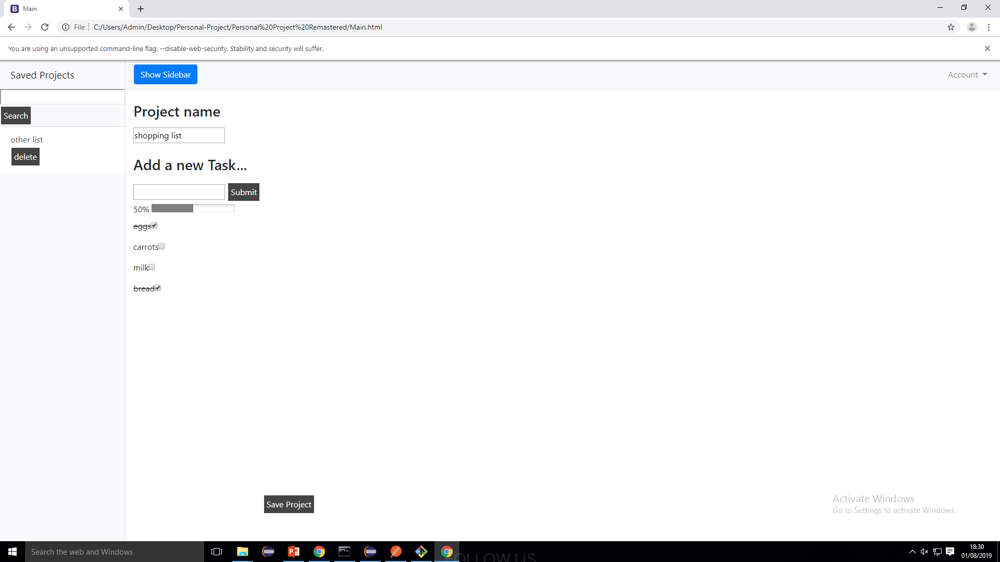 Main
File C:/Users/Admin/Desktop/Personal-Project/Personal%20Project%20Remastered/Main.html
You are using an unsupported command-line flag: --disable-web-security. Stability and security will suffer.
Saved Projects
Show Sidebar
Account
Search
other list
delete
Project name
shopping list
Add a new Task...
Submit
50%
eggs
carrots
milk
bread
Save Project
Activate Windows
Go to Settings to activate Windows.
Search the web and Windows
FOLLOW US
18:30
01/08/2019